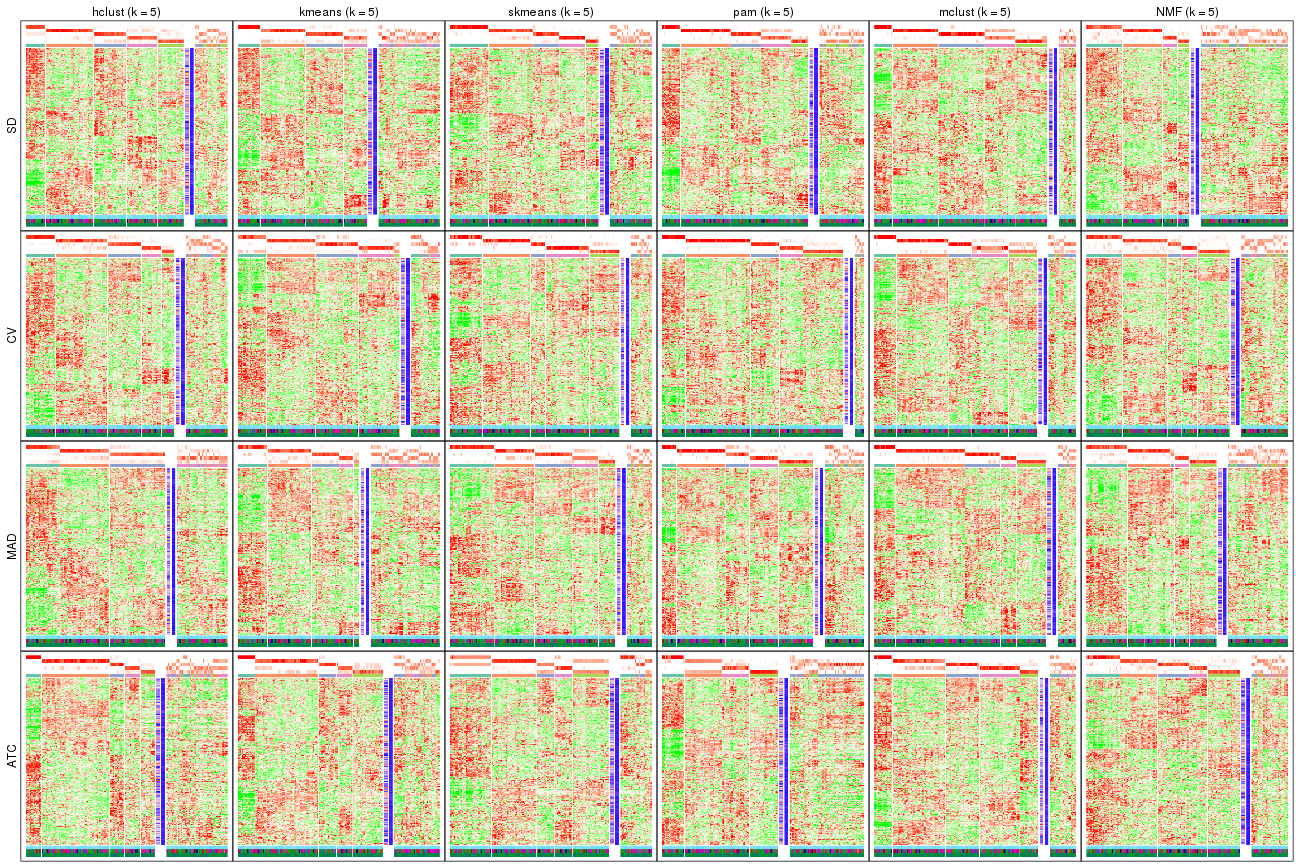 hclust (k = 5)
kmeans (k = 5)
skmeans (k = 5)
pam (k = 5)
mclust (k = 5)
NMF (k = 5)
SD
CV
MAD
ATC